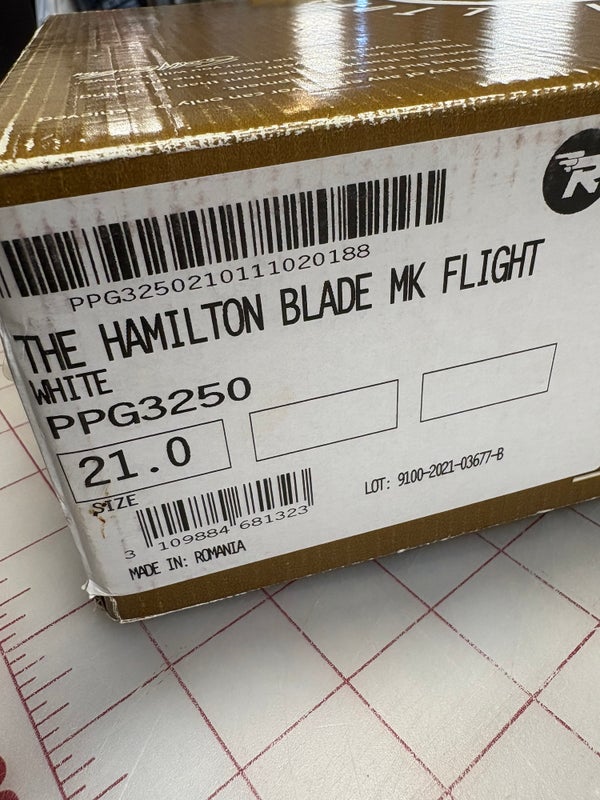 PPG3250210111020188
THE HAMILTON BLADE MK FLIGHT
WHITE
PPG3250
21.0
SIZE
3 109884 681323
LOT: 9100-2021-03677-B
MADE IN: ROMANIA